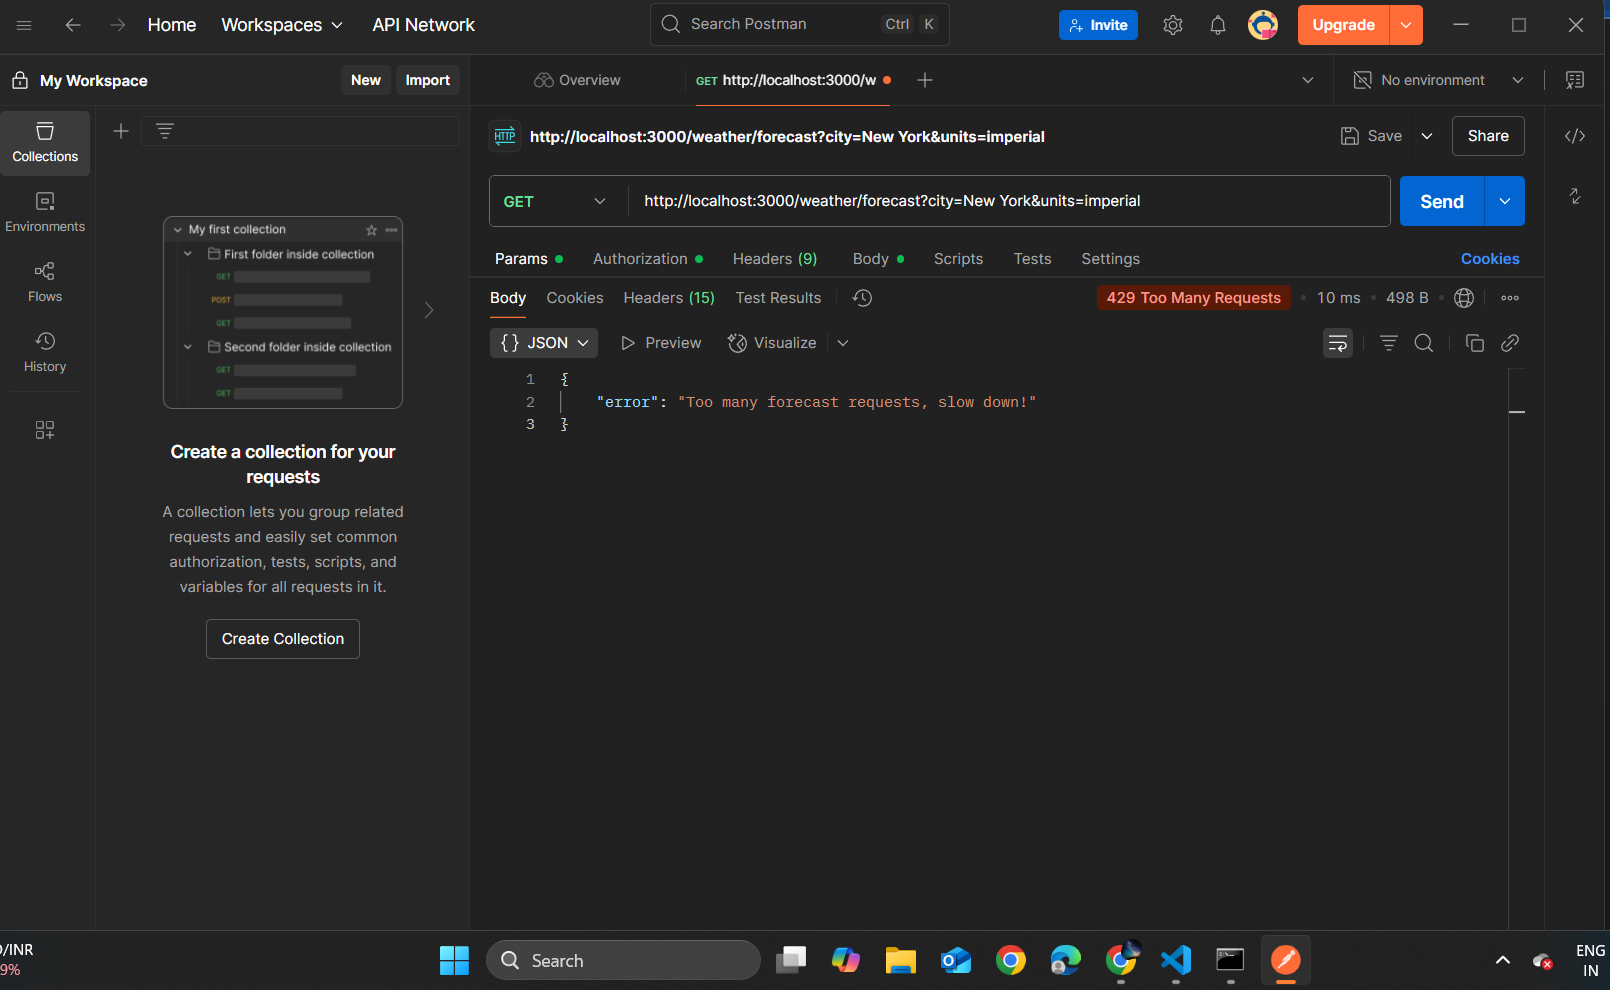 Home
Workspaces
API Network
Search Postman
Ctrl K
Invite
Upgrade
My Workspace
New
Import
Overview
GET http://localhost:3000/w
No environment
Collections
Environments
Flows
History
My first collection
First folder inside collection
GET
POST
GET
Second folder inside collection
GET
GET
Create a collection for your
requests
A collection lets you group related
requests and easily set common
authorization, tests, scripts, and
variables for all requests in it.
Create Collection
HTTP
http://localhost:3000/weather/forecast?city=New York&units=imperial
Save
Share
GET
http://localhost:3000/weather/forecast?city=New York&units=imperial
Send
Params
Authorization
Headers (9)
Body
Scripts
Tests
Settings
Cookies
Body
Cookies
Headers (15)
Test Results
429 Too Many Requests
10 ms
498 B
{} JSON
Preview
Visualize
1 {
2 "error": "Too many forecast requests, slow down!"
3 }
/INR
9%
Search
ENG
IN